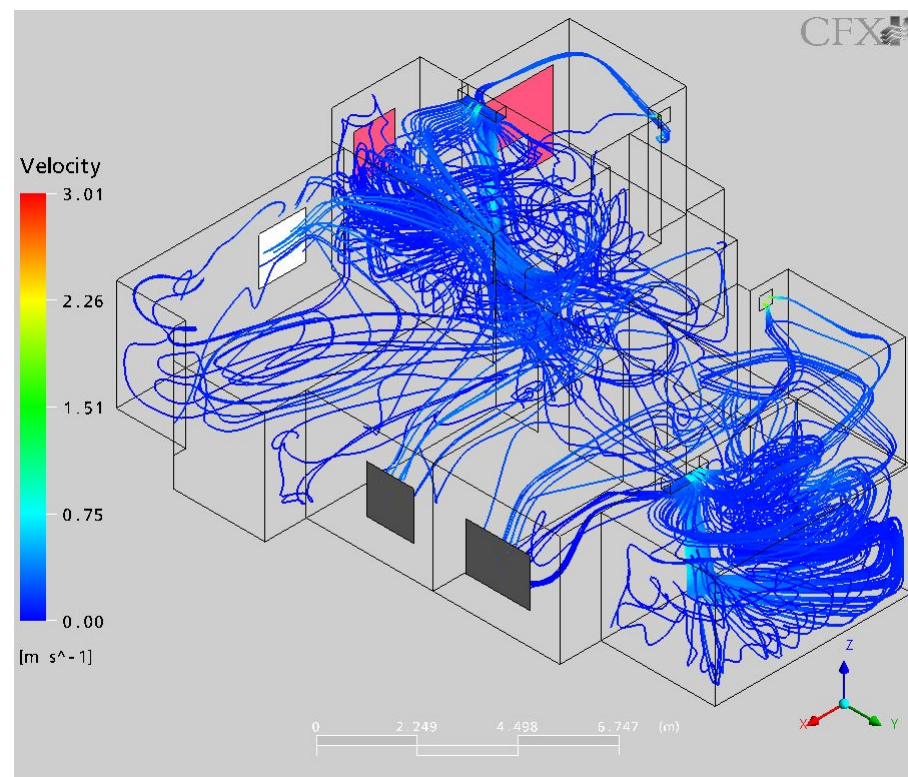 CFX
Velocity
3.01
2.26
1.51
0.75
0.00
[m s^-1]
Z
X
Y
0 2.249 4.498 6.747 (m)